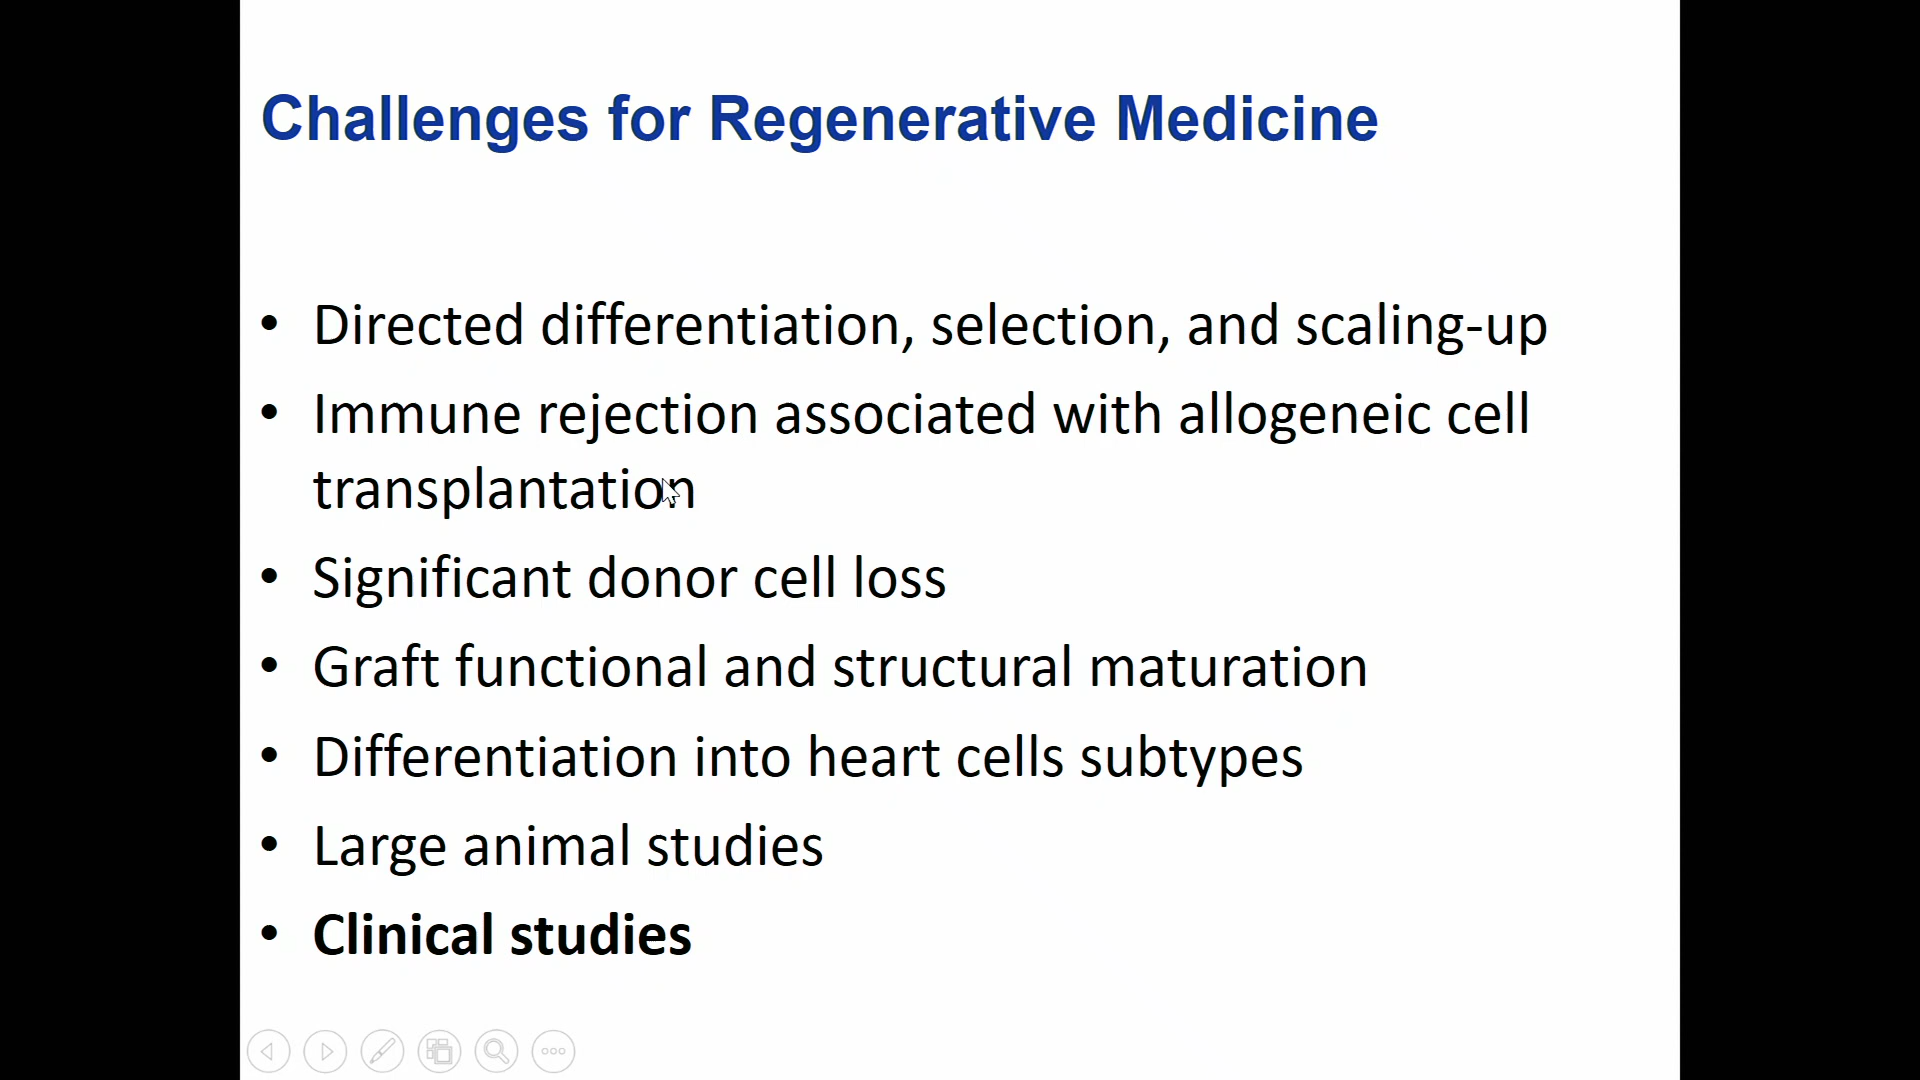 Challenges for Regenerative Medicine
• Directed differentiation, selection, and scaling-up
• Immune rejection associated with allogeneic cell
transplantation
• Significant donor cell loss
• Graft functional and structural maturation
• Differentiation into heart cells subtypes
• Large animal studies
• Clinical studies